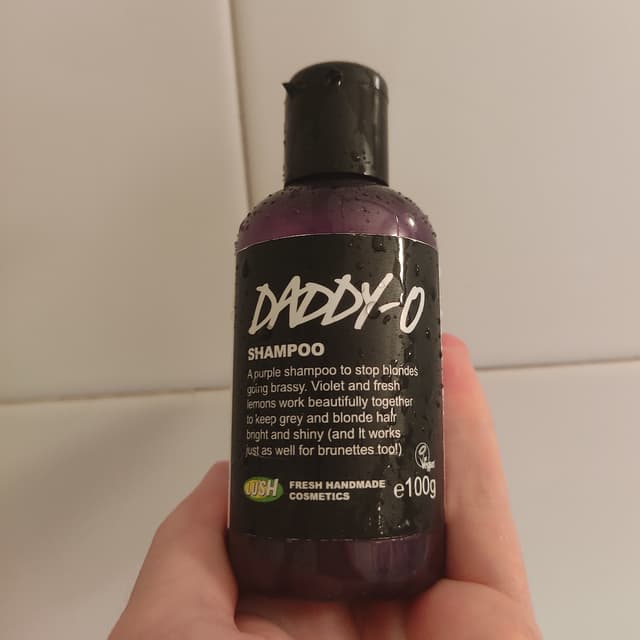 DADDY-O
SHAMPOO
A purple shampoo to stop blondes
going brassy. Violet and fresh
lemons work beautifully together
to keep grey and blonde hair
bright and shiny (and It works
just as well for brunettes too!)
LUSH FRESH HANDMADE
COSMETICS
e100g